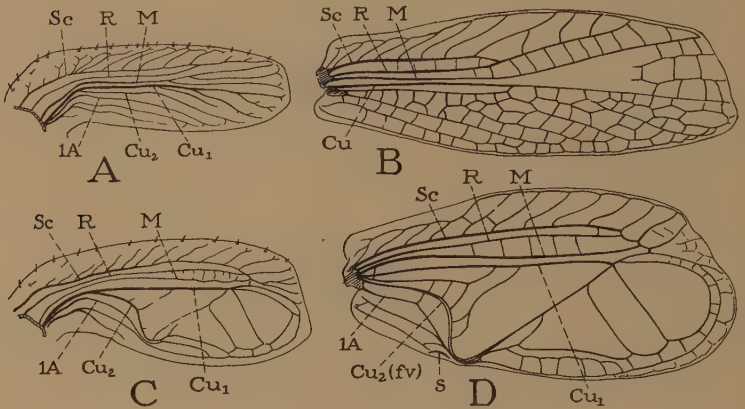 Sc R M
1A Cu₂ Cu₁
A
Sc R M
Cu
B
Sc R M
1A Cu₂ Cu₁
C
Sc R M
1A Cu₂(fv) s Cu₁
D